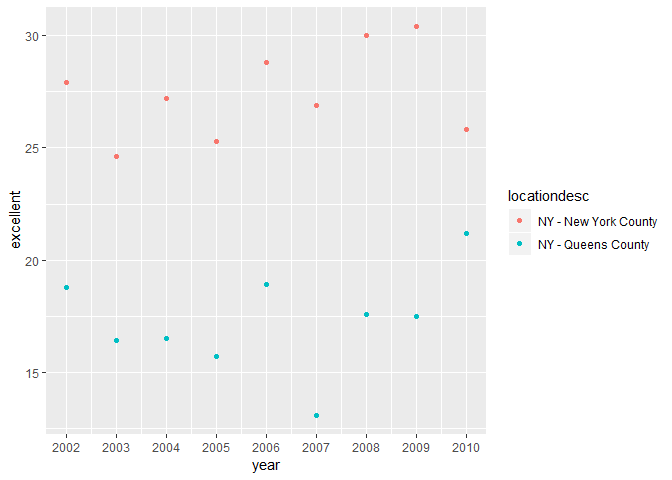 30
25
20
15
excellent
2002 2003 2004 2005 2006 2007 2008 2009 2010
year
locationdesc
NY - New York County
NY - Queens County